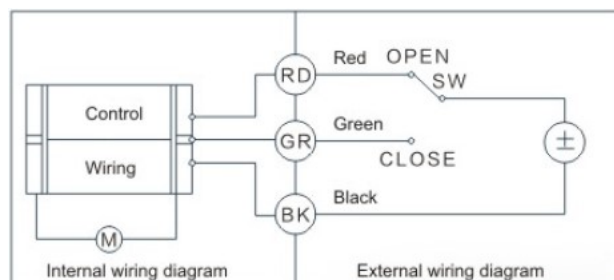 Red
OPEN
RD
SW
Control
Green
GR
±
CLOSE
Wiring
Black
BK
M
Internal wiring diagram
External wiring diagram